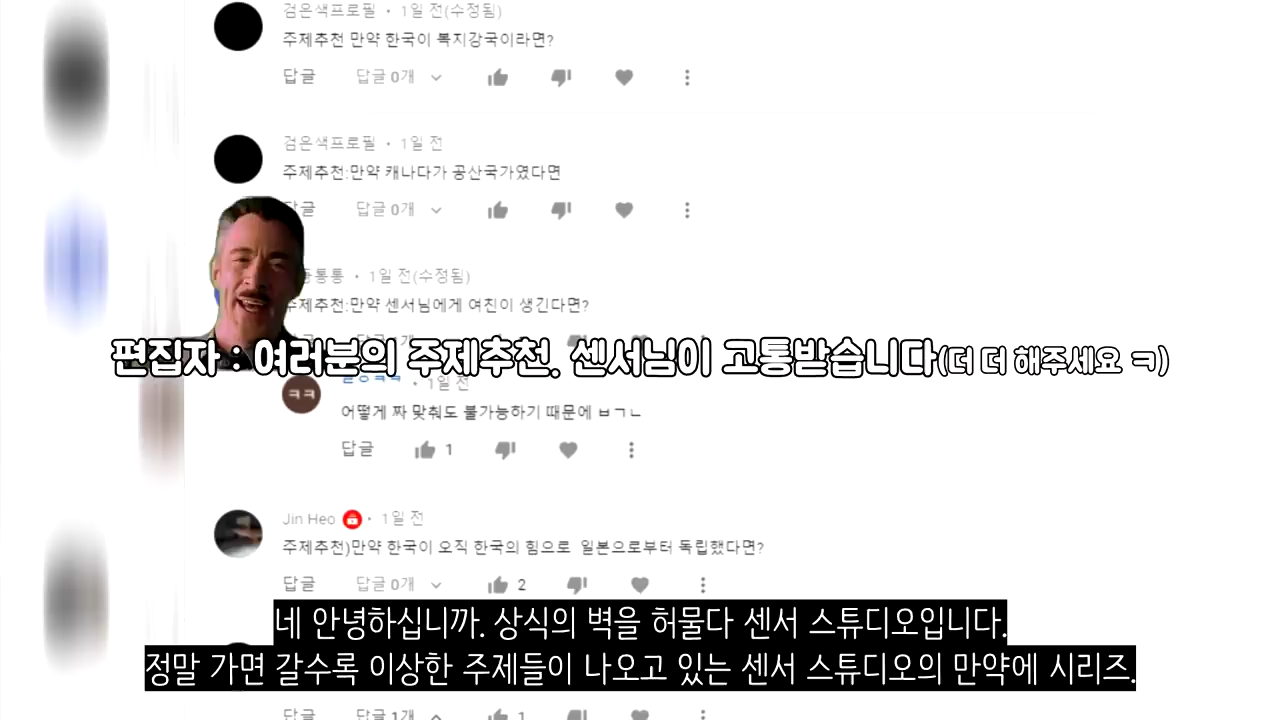 검은색프로필 • 1일 전(수정됨)
주제추천 만약 한국이 복지강국이라면?
답글 답글 0개
검은색프로필 • 1일 전
주제추천:만약 캐나다가 공산국가였다면
답글 답글 0개
통통 • 1일 전(수정됨)
주제추천:만약 센서님에게 여친이 생긴다면?
편집자 : 여러분의 주제추천. 센서님이 고통받습니다(더 더 해주세요 ㅋ)
ㅋㅋ • 1일 전
어떻게 짜 맞춰도 불가능하기 때문에 ㅂㄱㄴ
답글 1
Jin Heo • 1일 전
주제추천)만약 한국이 오직 한국의 힘으로 일본으로부터 독립했다면?
답글 답글 0개 2
네 안녕하십니까. 상식의 벽을 허물다 센서 스튜디오입니다.
정말 가면 갈수록 이상한 주제들이 나오고 있는 센서 스튜디오의 만약에 시리즈.
답글 답글 1개 1